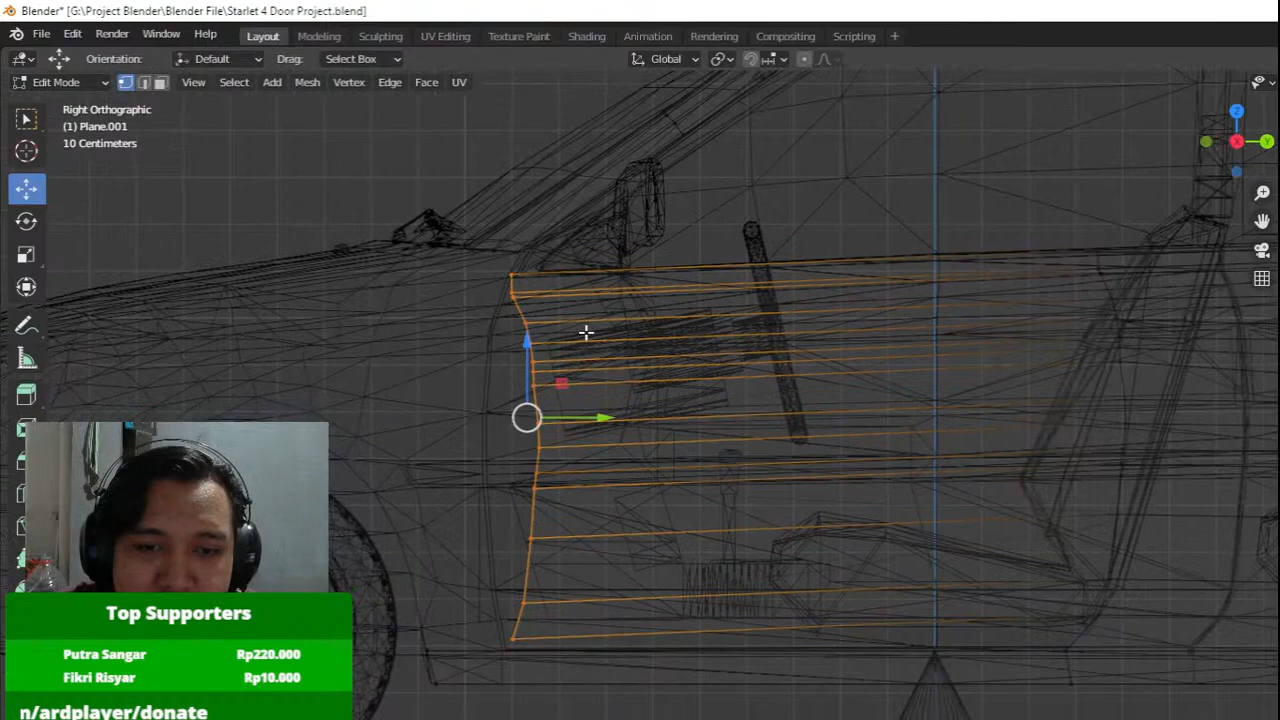 Blender* [G:\Project Blender\Blender File\Starlet 4 Door Project.blend]
File Edit Render Window Help Layout Modeling Sculpting UV Editing Texture Paint Shading Animation Rendering Compositing Scripting +
Orientation: Default Drag: Select Box Global
Edit Mode View Select Add Mesh Vertex Edge Face UV
Right Orthographic
(1) Plane.001
10 Centimeters
Z
X
Y
Top Supporters
Putra Sangar Rp220.000
Fikri Risyar Rp10.000
n/ardplayer/donate